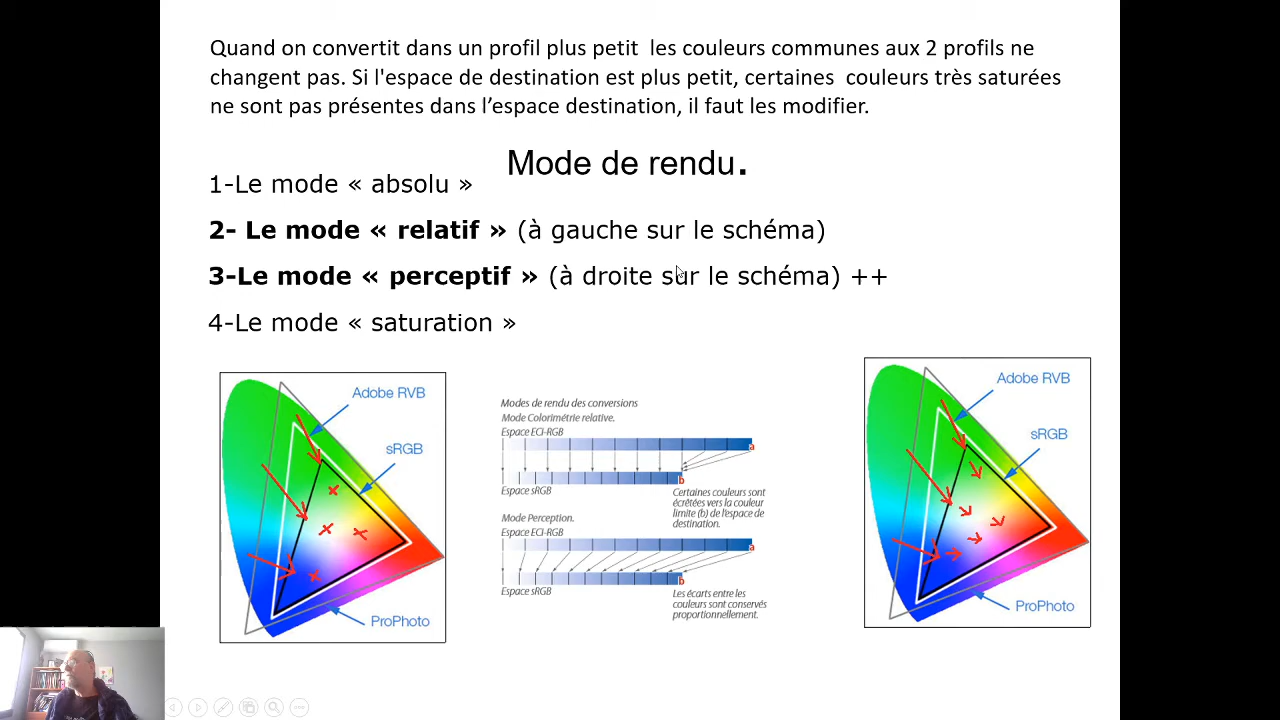 Quand on convertit dans un profil plus petit  les couleurs communes aux 2 profils ne
changent pas. Si l'espace de destination est plus petit, certaines  couleurs très saturées
ne sont pas présentes dans l’espace destination, il faut les modifier.
Mode de rendu.
1-Le mode « absolu »
2- Le mode « relatif » (à gauche sur le schéma)
3-Le mode « perceptif » (à droite sur le schéma) ++
4-Le mode « saturation »
Adobe RVB
sRGB
ProPhoto
Modes de rendu des conversions
Mode Colorimétrie relative.
Espace ECI-RGB
a
b
Espace sRGB
Certaines couleurs sont
écrêtées vers la couleur
limite (b) de l'espace de
destination.
Mode Perception.
Espace ECI-RGB
a
b
Espace sRGB
Les écarts entre les
couleurs sont conservés
proportionnellement.
Adobe RVB
sRGB
ProPhoto